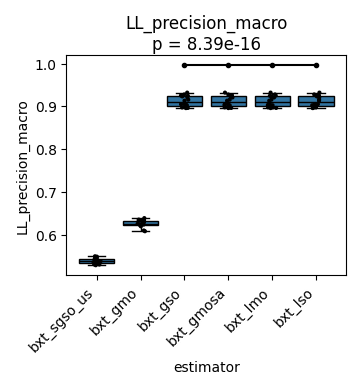 LL_precision_macro
p = 8.39e-16
LL_precision_macro
1.0
0.9
0.8
0.7
0.6
bxt_sgso_us
bxt_gmo
bxt_gso
bxt_gmosa
bxt_lmo
bxt_lso
estimator